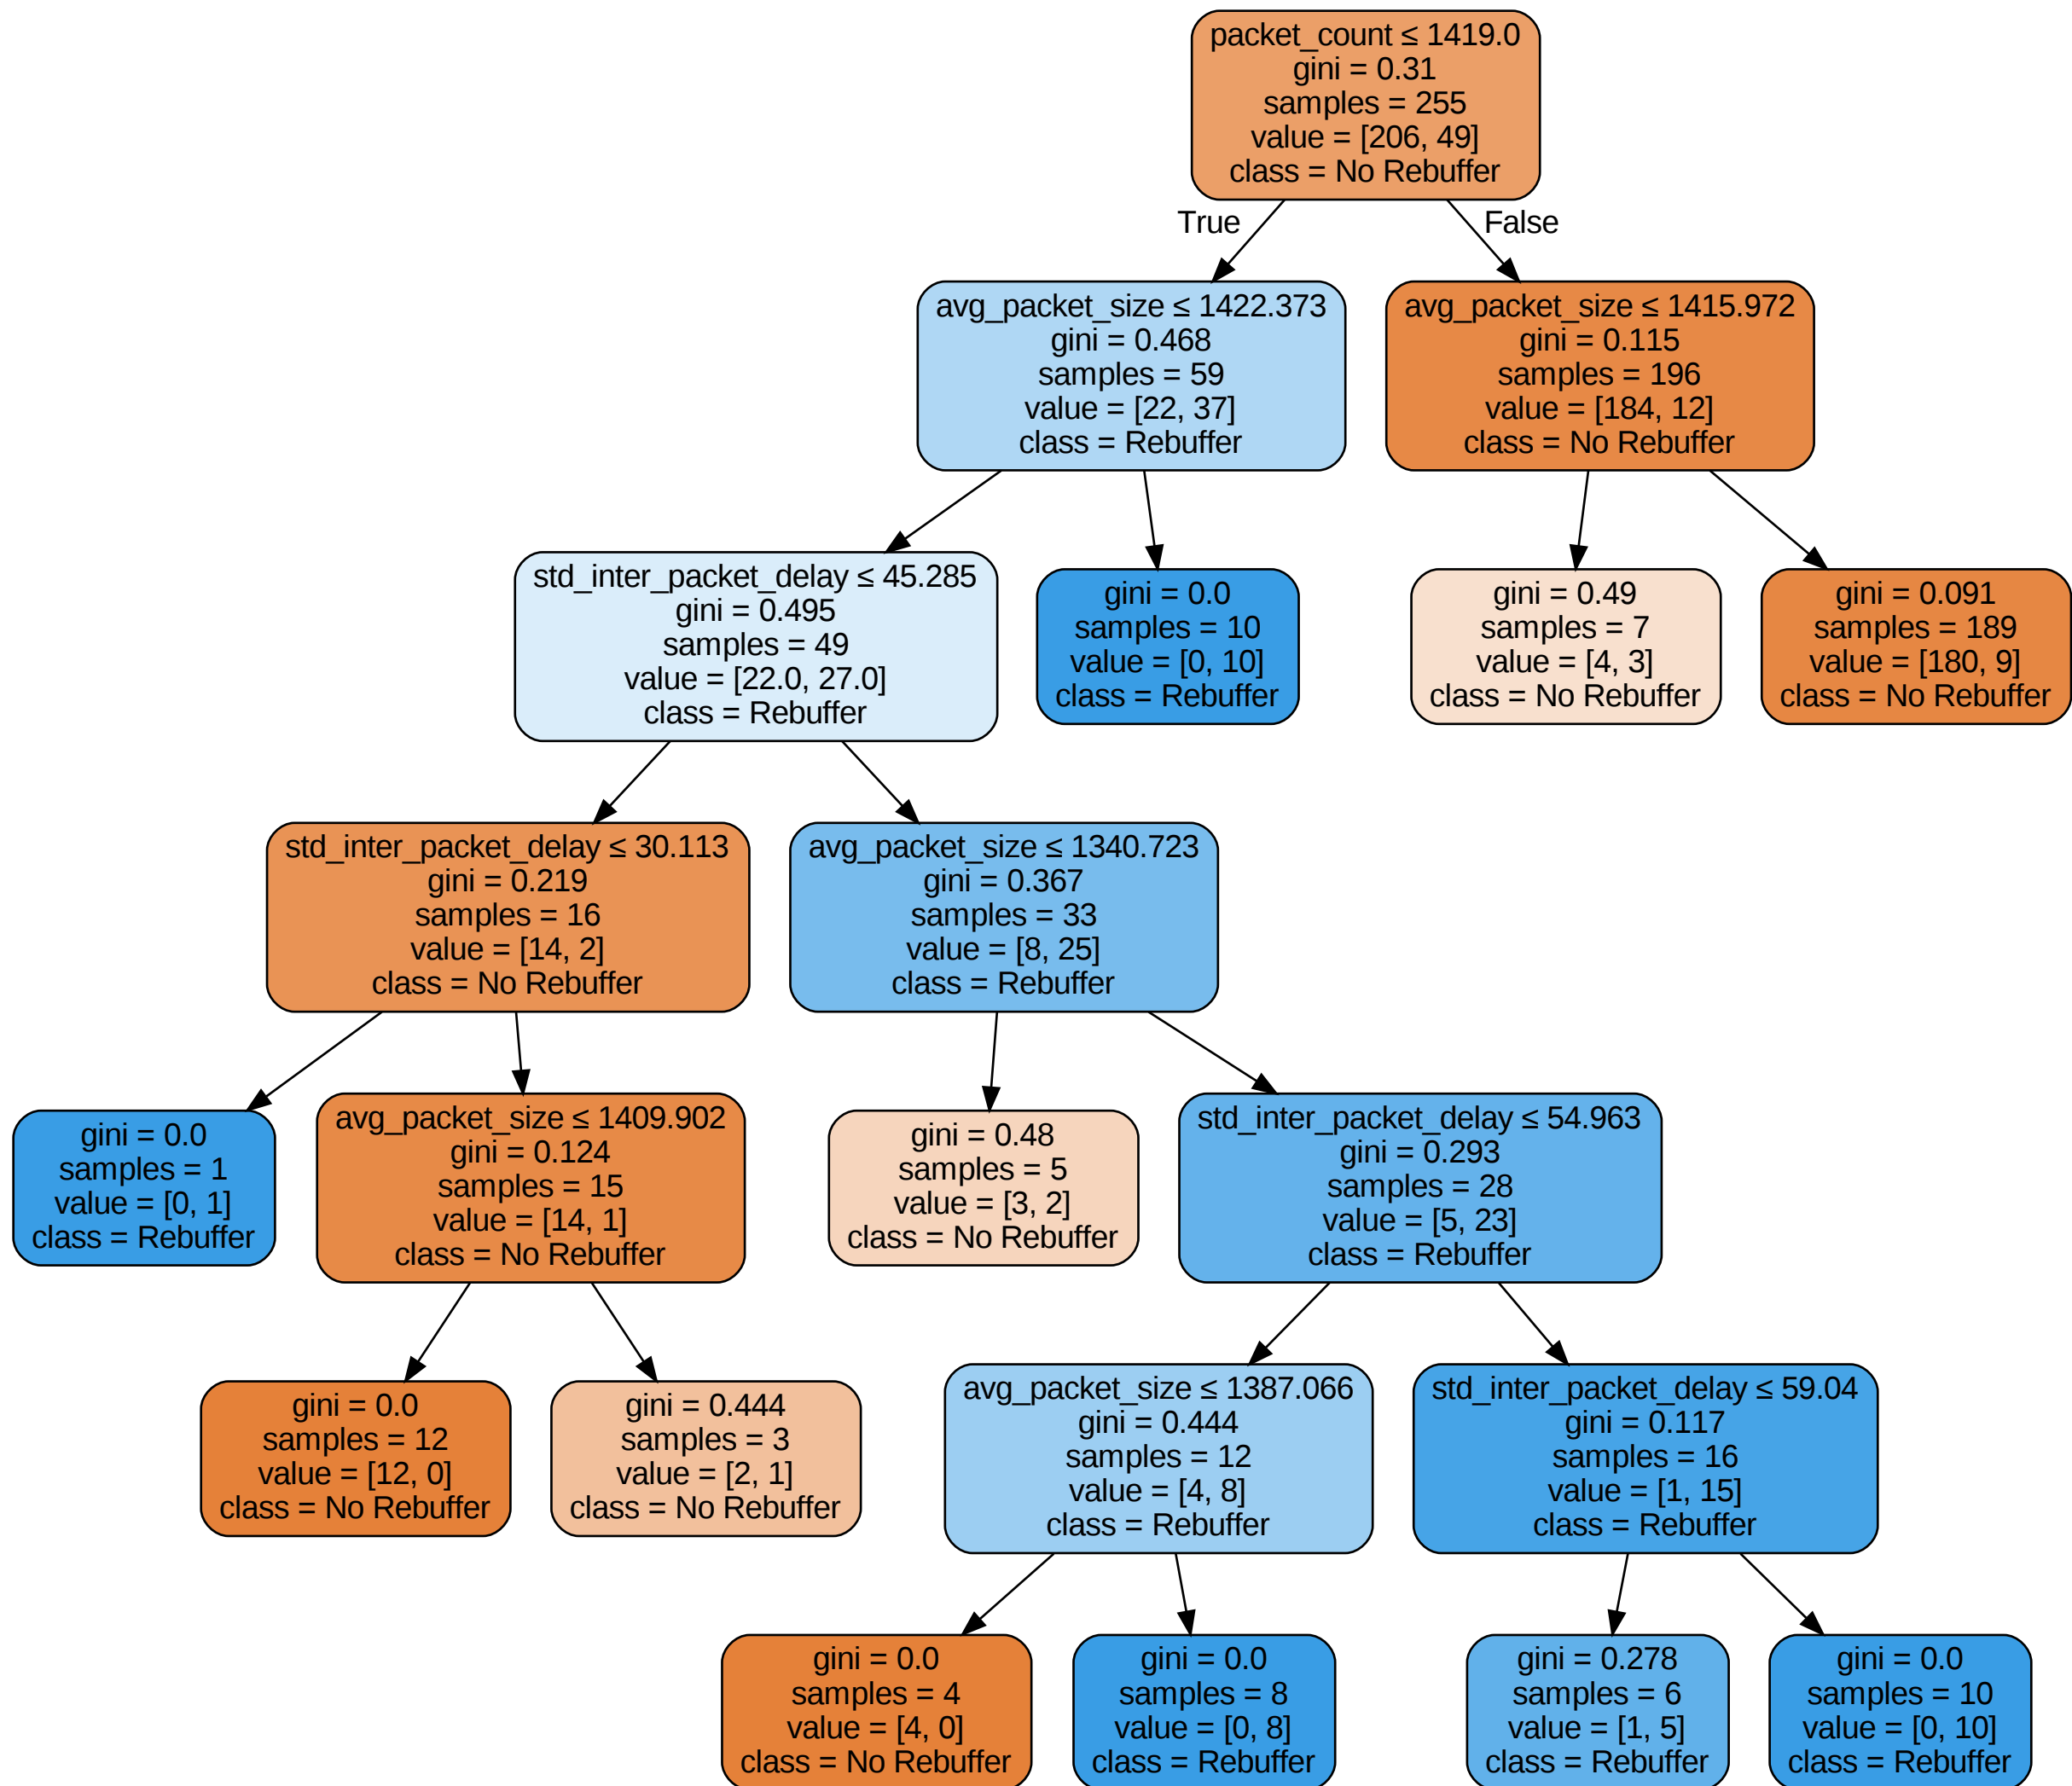 packet_count ≤ 1419.0
gini = 0.31
samples = 255
value = [206, 49]
class = No Rebuffer
True
False
avg_packet_size ≤ 1422.373
gini = 0.468
samples = 59
value = [22, 37]
class = Rebuffer
avg_packet_size ≤ 1415.972
gini = 0.115
samples = 196
value = [184, 12]
class = No Rebuffer
std_inter_packet_delay ≤ 45.285
gini = 0.495
samples = 49
value = [22.0, 27.0]
class = Rebuffer
gini = 0.0
samples = 10
value = [0, 10]
class = Rebuffer
gini = 0.49
samples = 7
value = [4, 3]
class = No Rebuffer
gini = 0.091
samples = 189
value = [180, 9]
class = No Rebuffer
std_inter_packet_delay ≤ 30.113
gini = 0.219
samples = 16
value = [14, 2]
class = No Rebuffer
avg_packet_size ≤ 1340.723
gini = 0.367
samples = 33
value = [8, 25]
class = Rebuffer
gini = 0.0
samples = 1
value = [0, 1]
class = Rebuffer
avg_packet_size ≤ 1409.902
gini = 0.124
samples = 15
value = [14, 1]
class = No Rebuffer
gini = 0.48
samples = 5
value = [3, 2]
class = No Rebuffer
std_inter_packet_delay ≤ 54.963
gini = 0.293
samples = 28
value = [5, 23]
class = Rebuffer
gini = 0.0
samples = 12
value = [12, 0]
class = No Rebuffer
gini = 0.444
samples = 3
value = [2, 1]
class = No Rebuffer
avg_packet_size ≤ 1387.066
gini = 0.444
samples = 12
value = [4, 8]
class = Rebuffer
std_inter_packet_delay ≤ 59.04
gini = 0.117
samples = 16
value = [1, 15]
class = Rebuffer
gini = 0.0
samples = 4
value = [4, 0]
class = No Rebuffer
gini = 0.0
samples = 8
value = [0, 8]
class = Rebuffer
gini = 0.278
samples = 6
value = [1, 5]
class = Rebuffer
gini = 0.0
samples = 10
value = [0, 10]
class = Rebuffer